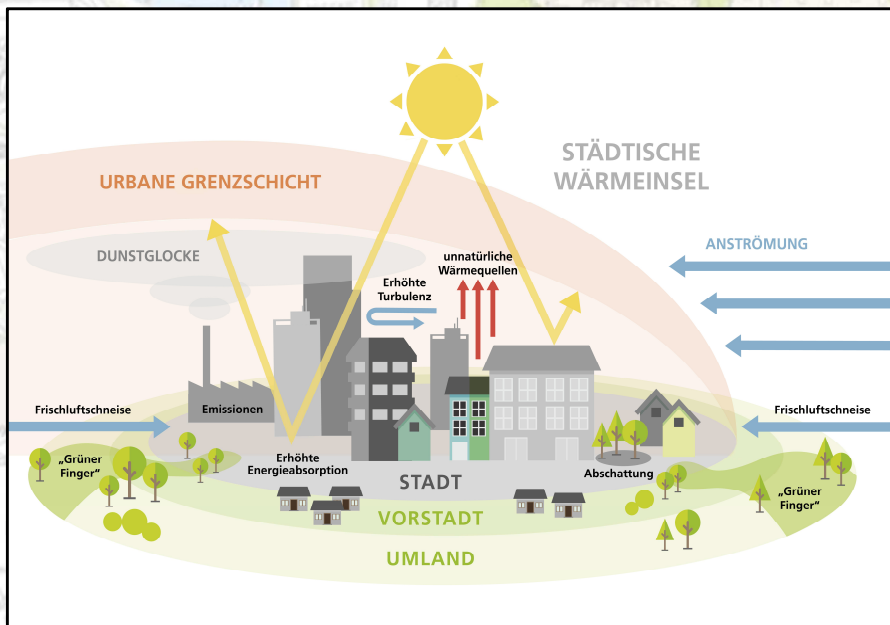 STÄDTISCHE
WÄRMEINSEL
URBANE GRENZSCHICHT
DUNSTGLOCKE
ANSTRÖMUNG
unnatürliche
Wärmequellen
Erhöhte
Turbulenz
Frischluftschneise
Emissionen
Frischluftschneise
„Grüner
Finger“
Erhöhte
Energieabsorption
Abschattung
„Grüner
Finger“
STADT
VORSTADT
UMLAND